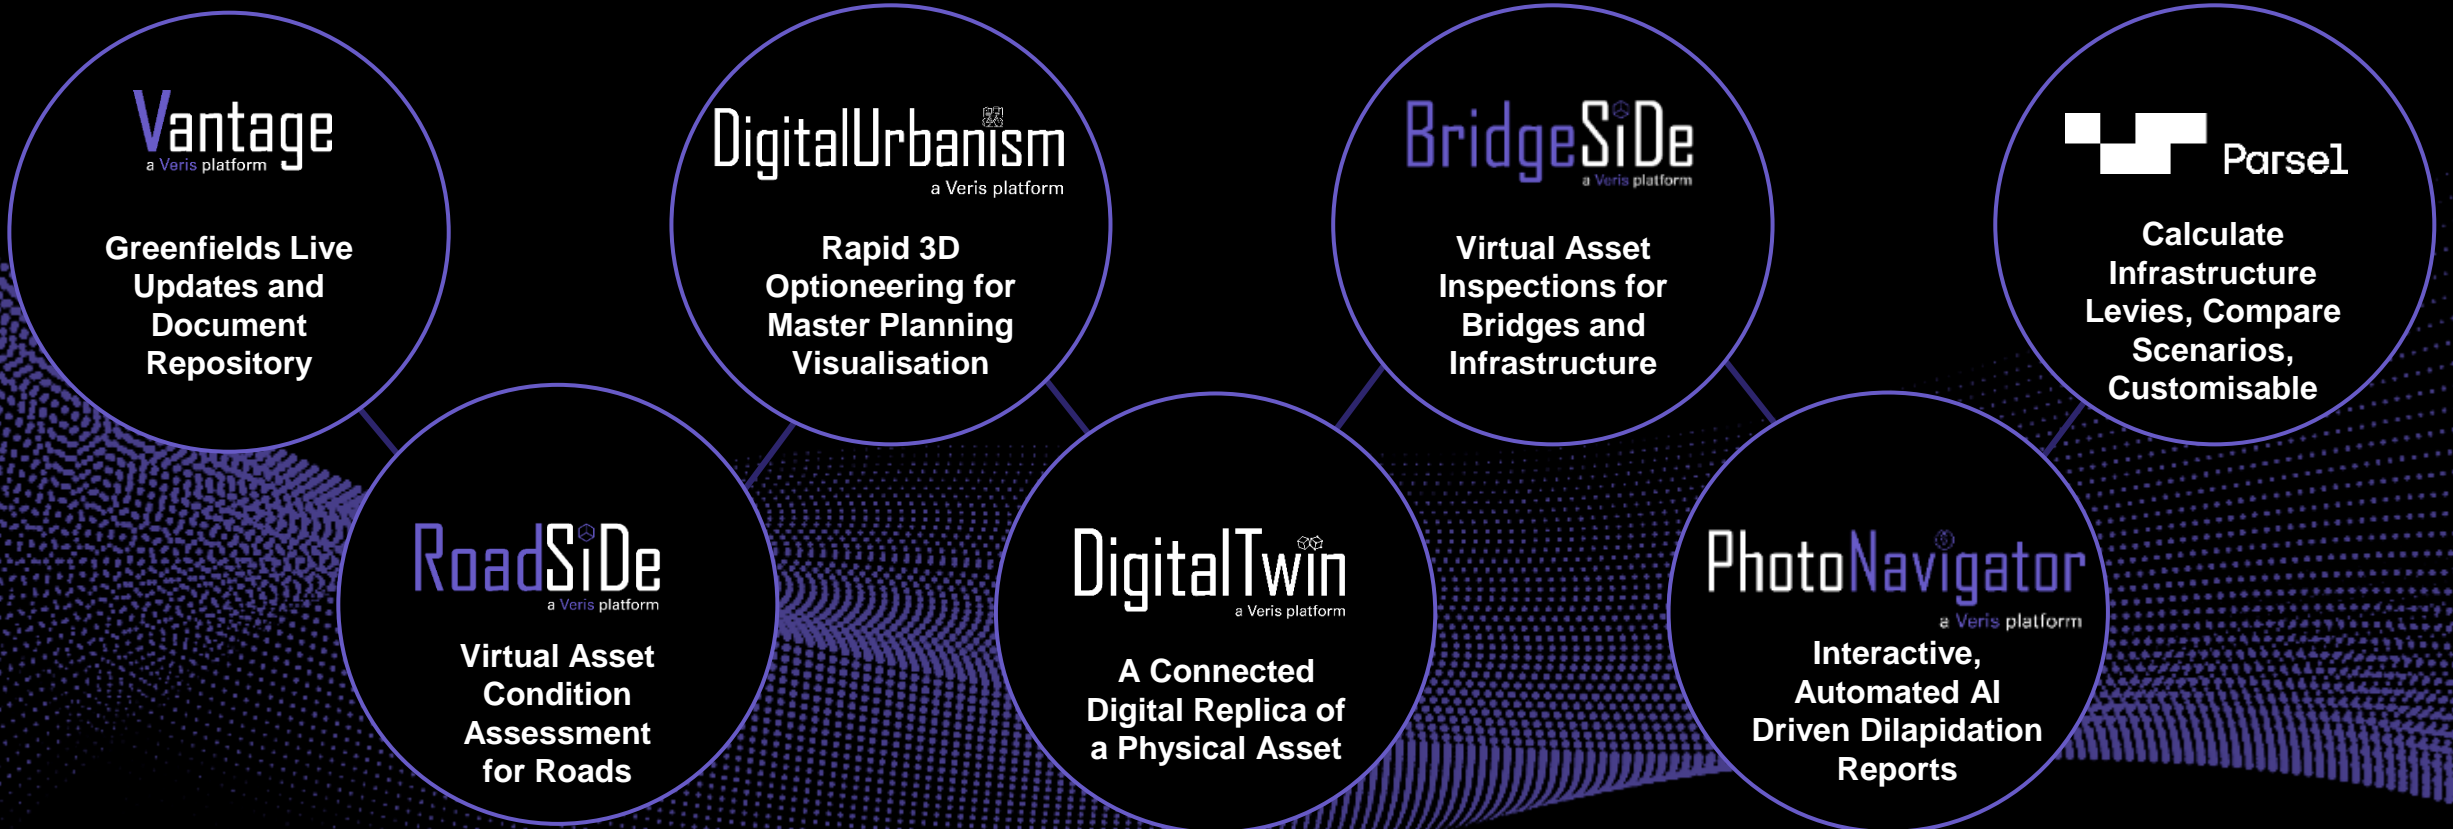 Vantage
a Veris platform
Greenfields Live
Updates and
Document
Repository
RoadSiDe
a Veris platform
Virtual Asset
Condition
Assessment
for Roads
DigitalUrbanism
a Veris platform
Rapid 3D
Optioneering for
Master Planning
Visualisation
DigitalTwin
a Veris platform
A Connected
Digital Replica of
a Physical Asset
BridgeSiDe
a Veris platform
Virtual Asset
Inspections for
Bridges and
Infrastructure
PhotoNavigator
a Veris platform
Interactive,
Automated AI
Driven Dilapidation
Reports
Parsel
Calculate
Infrastructure
Levies, Compare
Scenarios,
Customisable